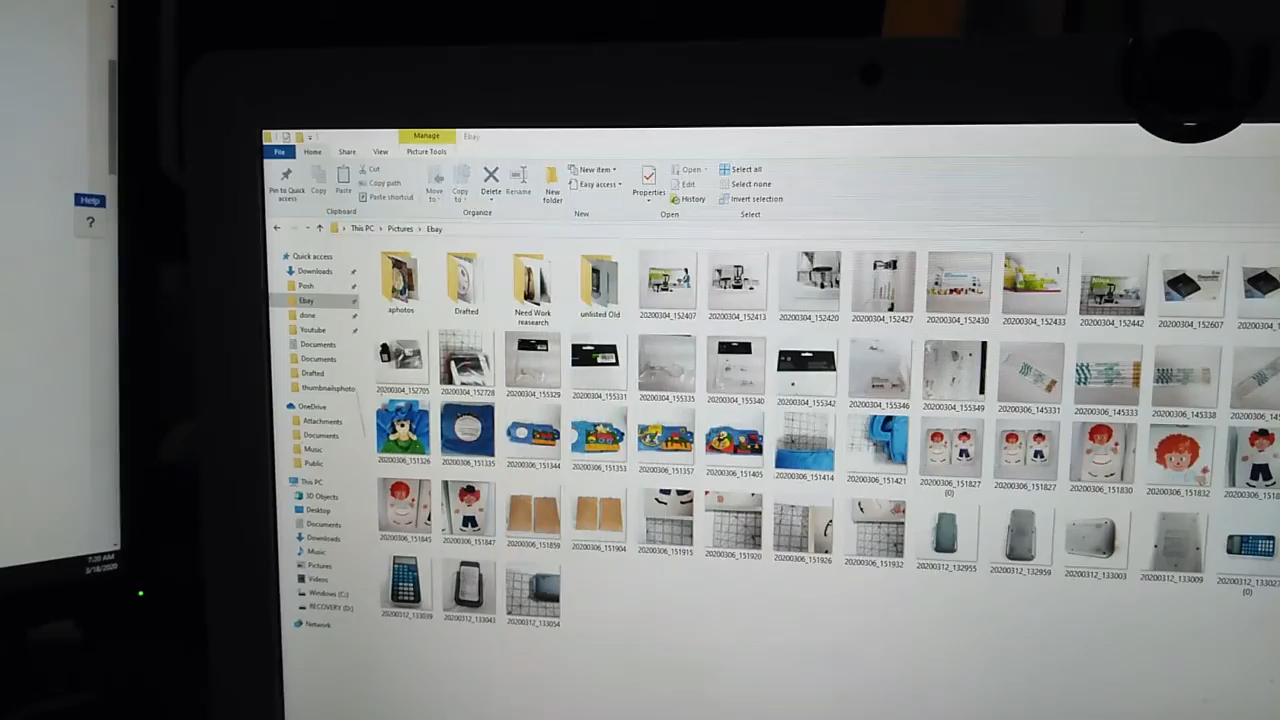 Manage
Ebay
File
Home
Share
View
Picture Tools
Pin to Quick access
Copy
Paste
Cut
Copy path
Paste shortcut
Clipboard
Move to
Copy to
Delete
Rename
Organize
New folder
New item
Easy access
New
Properties
Open
Edit
History
Open
Select all
Select none
Invert selection
Select
This PC > Pictures > Ebay
Quick access
Downloads
Posh
Ebay
done
Youtube
Documents
Documents
Drafted
thumbnailsphoto
OneDrive
Attachments
Documents
Music
Public
This PC
3D Objects
Desktop
Documents
Downloads
Music
Pictures
Videos
Windows (C:)
RECOVERY (D:)
Network
aphotos
Drafted
Need Work reasearch
unlisted Old
20200304_152407
20200304_152413
20200304_152420
20200304_152427
20200304_152430
20200304_152433
20200304_152442
20200304_152607
20200304_152705
20200304_152728
20200304_155329
20200304_155331
20200304_155335
20200304_155340
20200304_155342
20200304_155346
20200304_155349
20200306_145331
20200306_145333
20200306_145338
20200306_151326
20200306_151335
20200306_151344
20200306_151353
20200306_151357
20200306_151405
20200306_151414
20200306_151421
20200306_151827 (0)
20200306_151827
20200306_151830
20200306_151832
20200306_151845
20200306_151847
20200306_151859
20200306_151904
20200306_151915
20200306_151920
20200306_151926
20200306_151932
20200312_132955
20200312_132959
20200312_133003
20200312_133009
(0)
20200312_133039
20200312_133043
20200312_133054
Help
?
7:20 AM
3/18/2020